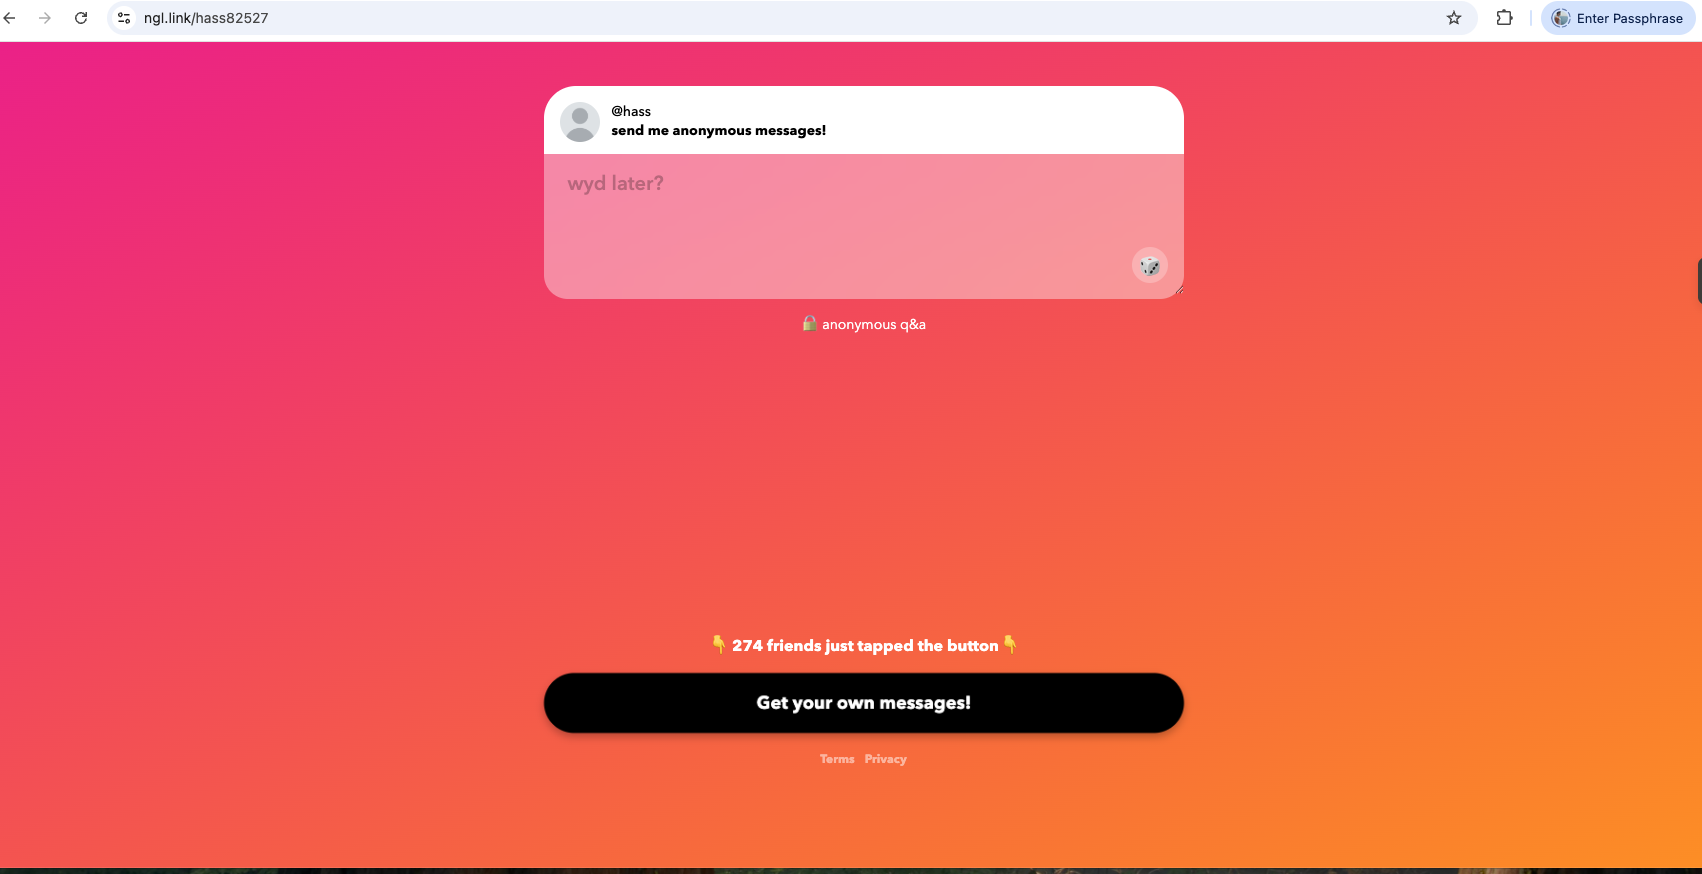 ngl.link/hass82527
Enter Passphrase
@hass
send me anonymous messages!
wyd later?
🔒 anonymous q&a
👇 274 friends just tapped the button 👇
Get your own messages!
Terms Privacy